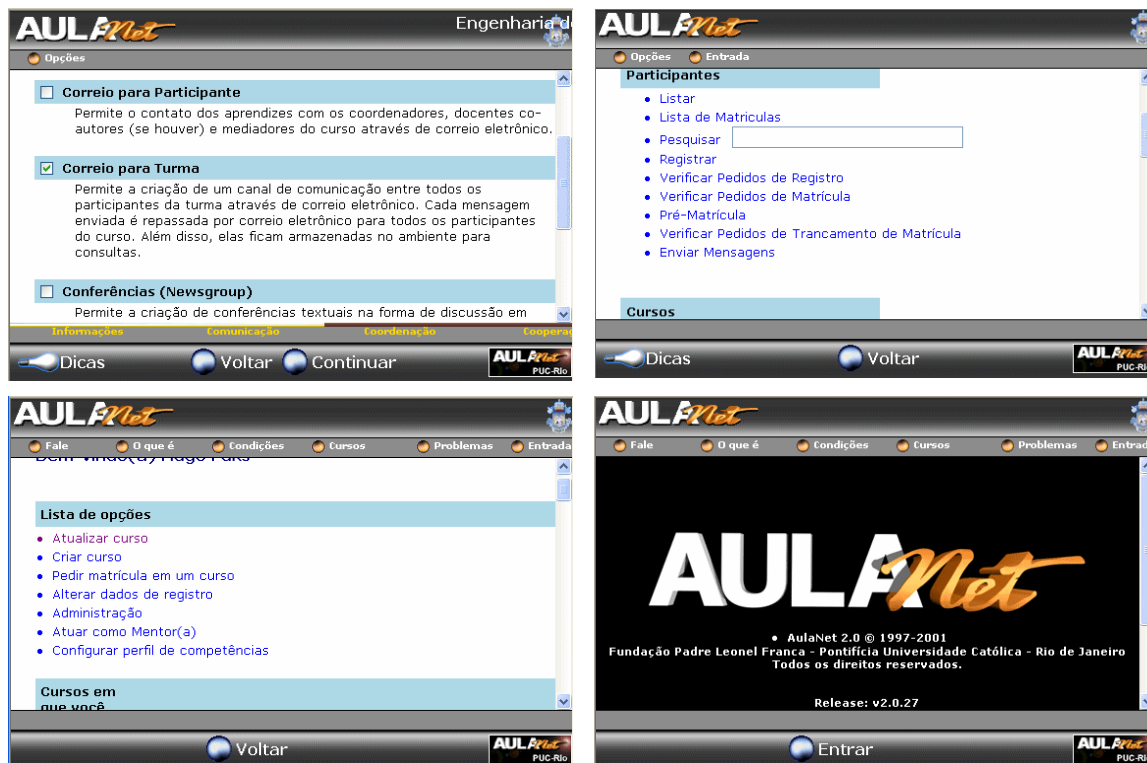 AULANet
Engenharia d
Opções
Correio para Participante
Permite o contato dos aprendizes com os coordenadores, docentes co-
autores (se houver) e mediadores do curso através de correio eletrônico.
Correio para Turma
Permite a criação de um canal de comunicação entre todos os
participantes da turma através de correio eletrônico. Cada mensagem
enviada é repassada por correio eletrônico para todos os participantes
do curso. Além disso, elas ficam armazenadas no ambiente para
consultas.
Conferências (Newsgroup)
Permite a criação de conferências textuais na forma de discussão em
Informações Comunicação Coordenação Coopera
Dicas Voltar Continuar
AULANet
PUC-Rio
AULANet
Opções Entrada
Participantes
Listar
Lista de Matriculas
Pesquisar
Registrar
Verificar Pedidos de Registro
Verificar Pedidos de Matrícula
Pré-Matrícula
Verificar Pedidos de Trancamento de Matrícula
Enviar Mensagens
Cursos
Dicas Voltar
AULANet
PUC-Ri
AULANet
Fale O que é Condições Cursos Problemas Entrada
Lista de opções
Atualizar curso
Criar curso
Pedir matrícula em um curso
Alterar dados de registro
Administração
Atuar como Mentor(a)
Configurar perfil de competências
Cursos em
que você
Voltar
AULANet
PUC-Rio
AULANet
Fale O que é Condições Cursos Problemas Entrad
AULANet
AulaNet 2.0 © 1997-2001
Fundação Padre Leonel Franca - Pontifícia Universidade Católica - Rio de Janeiro
Todos os direitos reservados.
Release: v2.0.27
Entrar
AULANet
PUC-Ri